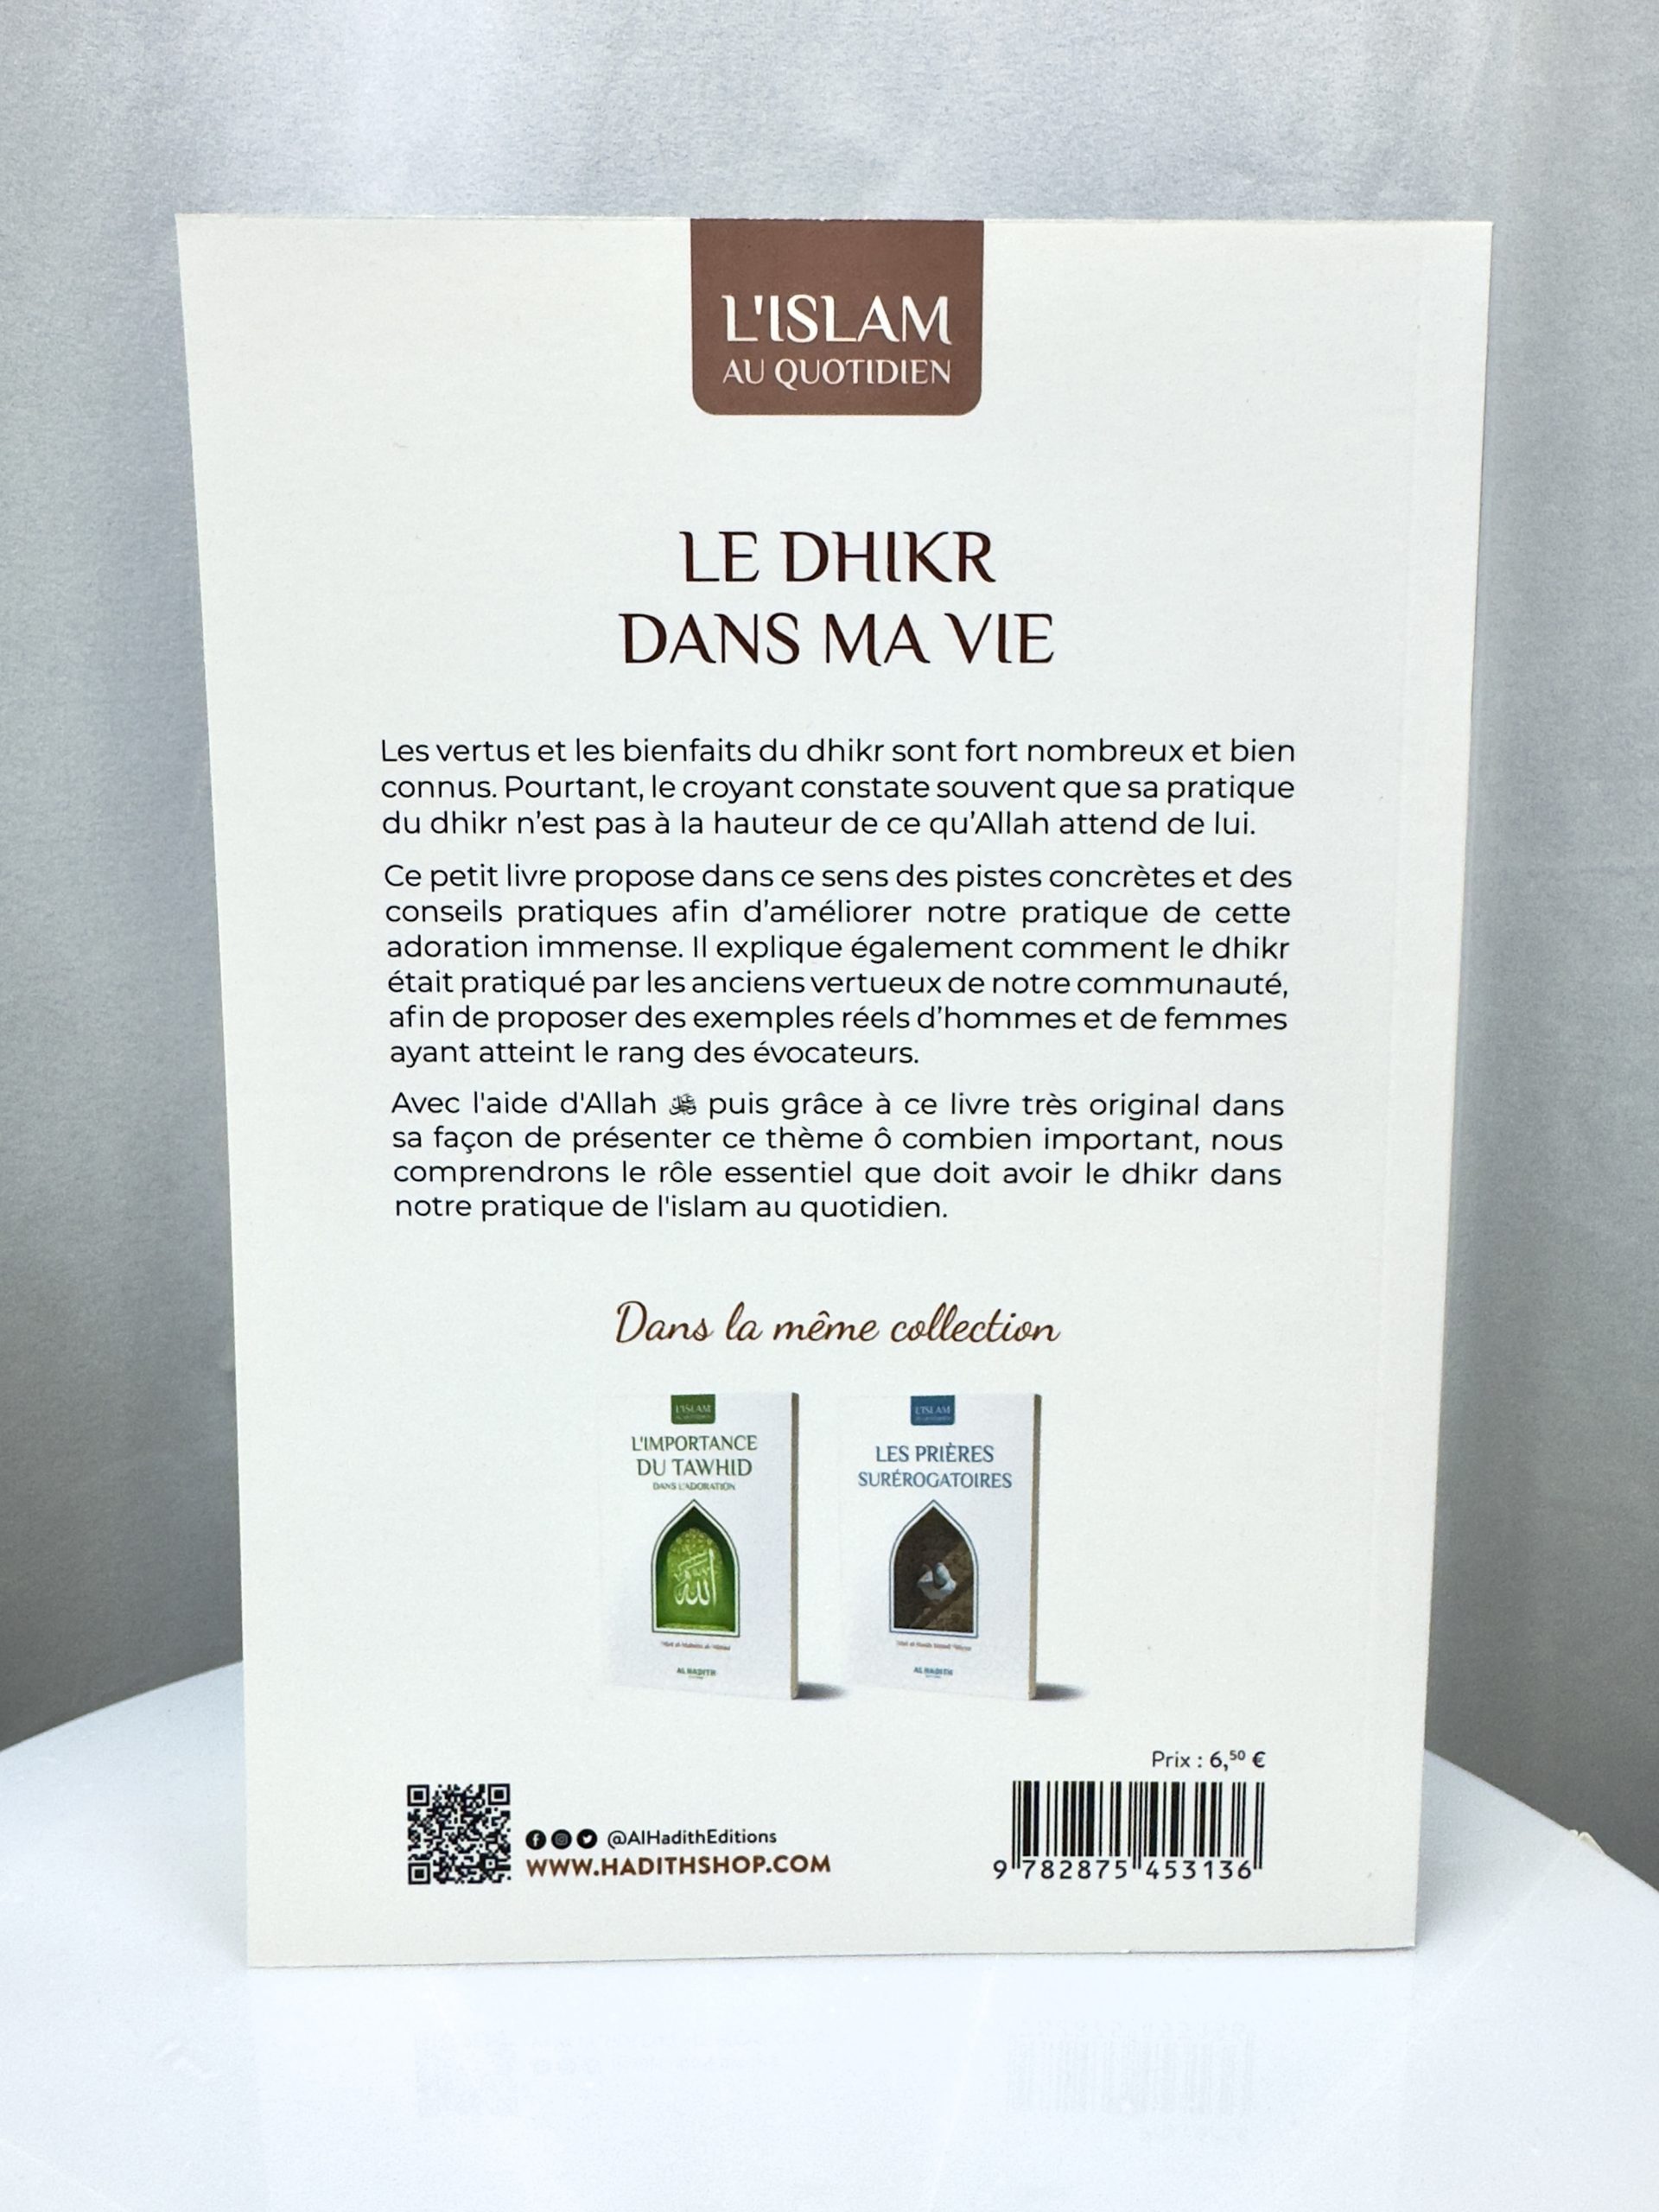 L'ISLAM
AU QUOTIDIEN
LE DHIKR
DANS MA VIE
Les vertus et les bienfaits du dhikr sont fort nombreux et bien
connus. Pourtant, le croyant constate souvent que sa pratique
du dhikr n’est pas à la hauteur de ce qu’Allah attend de lui.
Ce petit livre propose dans ce sens des pistes concrètes et des
conseils pratiques afin d’améliorer notre pratique de cette
adoration immense. Il explique également comment le dhikr
était pratiqué par les anciens vertueux de notre communauté,
afin de proposer des exemples réels d’hommes et de femmes
ayant atteint le rang des évocateurs.
Avec l'aide d'Allah puis grâce à ce livre très original dans
sa façon de présenter ce thème ô combien important, nous
comprendrons le rôle essentiel que doit avoir le dhikr dans
notre pratique de l'islam au quotidien.
Dans la même collection
L'ISLAM
AU QUOTIDIEN
L'IMPORTANCE
DU TAWHID
DANS L'ADORATION
الله
AL HADITH
L'ISLAM
AU QUOTIDIEN
LES PRIÈRES
SURÉROGATOIRES
AL HADITH
Prix : 6,50 €
@AlHadithEditions
WWW.HADITHSHOP.COM
9 782875 453136